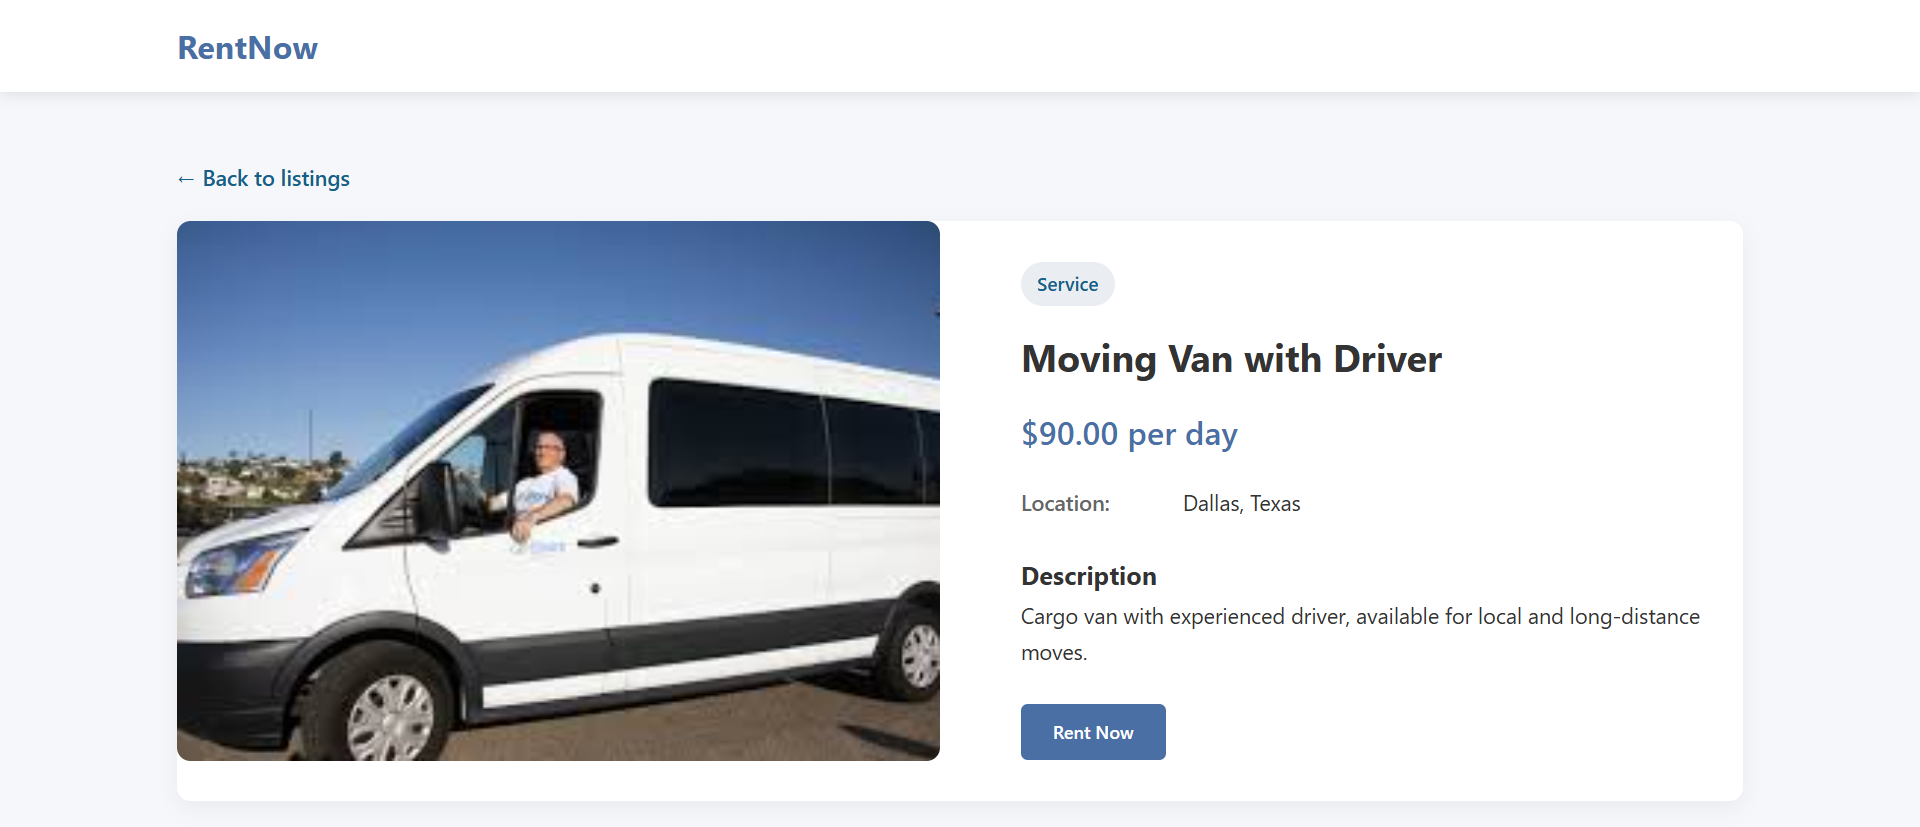 RentNow
← Back to listings
Service
Moving Van with Driver
$90.00 per day
Location: Dallas, Texas
Description
Cargo van with experienced driver, available for local and long-distance
moves.
Rent Now